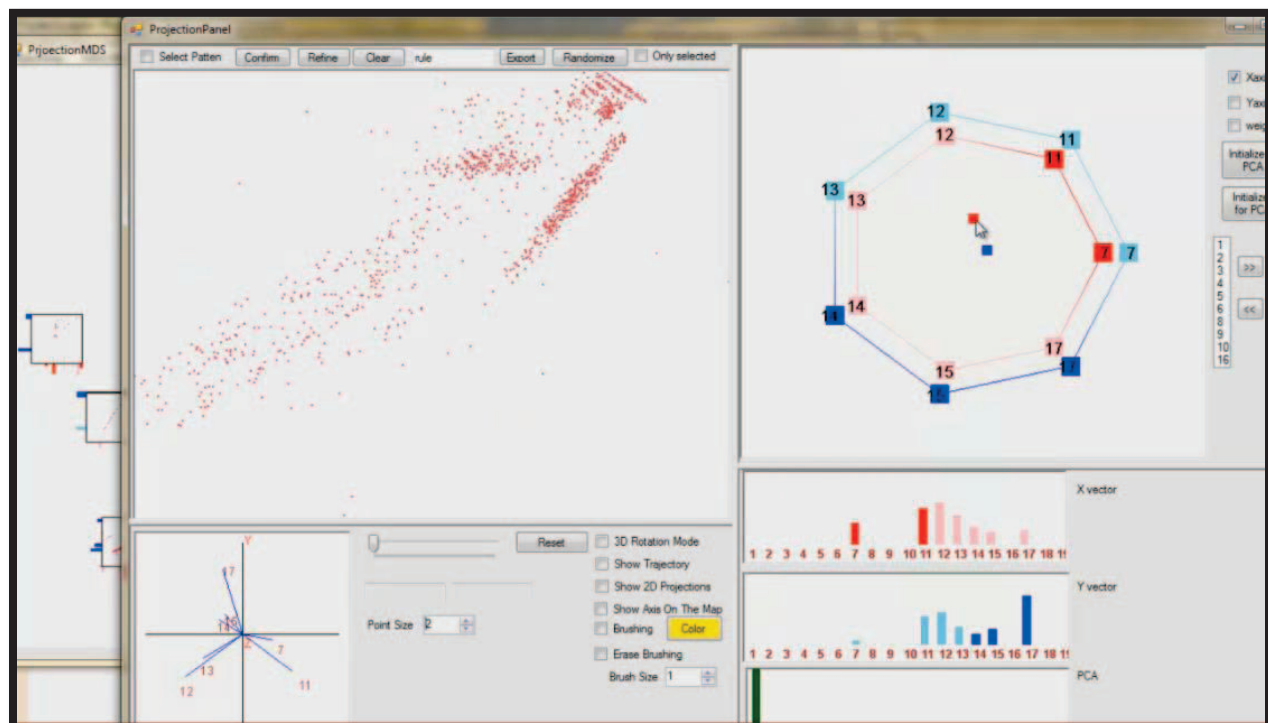 ProjectionPanel
PrjoectionMDS
Select Patten Confirm Refine Clear rule Export Randomize Only selected
12
11
12
11
13
13
7
7
14
14
17
15
17
15
Xaxi
Yaxi
weig
Initialize
PCA
Initialize
for PCA
1
2
3
4
5
6
8
9
10
16
>>
<<
X vector
1 2 3 4 5 6 7 8 9 10 11 12 13 14 15 16 17 18 19
Y vector
1 2 3 4 5 6 7 8 9 10 11 12 13 14 15 16 17 18 19
PCA
Y
17
Z
7
13
12
11
Reset
3D Rotation Mode
Show Trajectory
Show 2D Projections
Show Axis On The Map
Point Size 2
Brushing Color
Erase Brushing
Brush Size 1